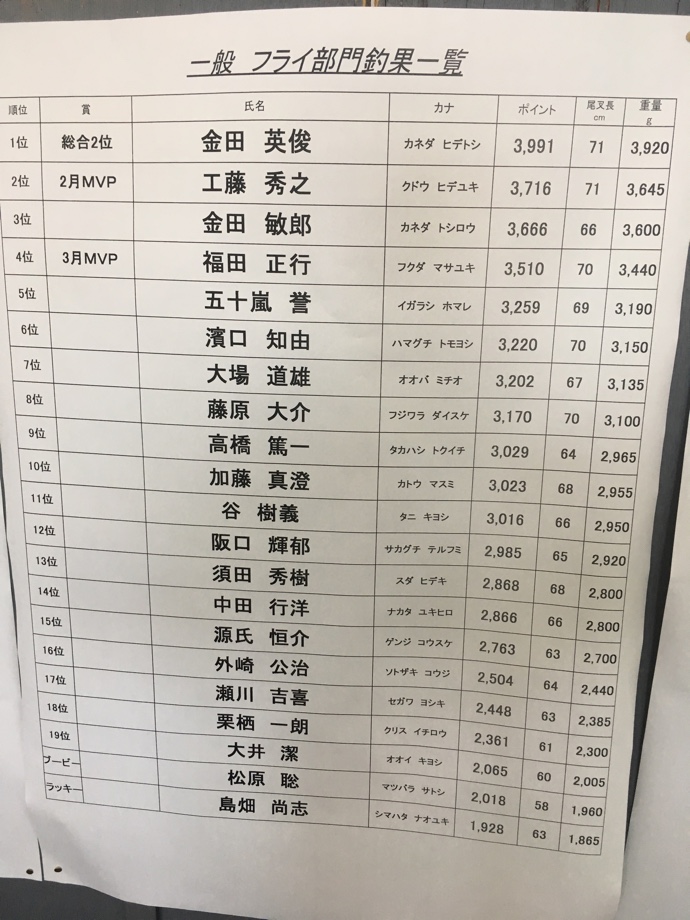 一般 フライ部門釣果一覧
順位 賞 氏名 カナ ポイント 尾叉長 cm 重量 g
1位 総合2位 金田 英俊 カネダ ヒデトシ 3,991 71 3,920
2位 2月MVP 工藤 秀之 クドウ ヒデユキ 3,716 71 3,645
3位 金田 敏郎 カネダ トシロウ 3,666 66 3,600
4位 3月MVP 福田 正行 フクダ マサユキ 3,510 70 3,440
5位 五十嵐 誉 イガラシ ホマレ 3,259 69 3,190
6位 濱口 知由 ハマグチ トモヨシ 3,220 70 3,150
7位 大場 道雄 オオバ ミチオ 3,202 67 3,135
8位 藤原 大介 フジワラ ダイスケ 3,170 70 3,100
9位 高橋 篤一 タカハシ トクイチ 3,029 64 2,965
10位 加藤 真澄 カトウ マスミ 3,023 68 2,955
11位 谷 樹義 タニ キヨシ 3,016 66 2,950
12位 阪口 輝郁 サカグチ テルフミ 2,985 65 2,920
13位 須田 秀樹 スダ ヒデキ 2,868 68 2,800
14位 中田 行洋 ナカタ ユキヒロ 2,866 66 2,800
15位 源氏 恒介 ゲンジ コウスケ 2,763 63 2,700
16位 外崎 公治 ソトザキ コウジ 2,504 64 2,440
17位 瀬川 吉喜 セガワ ヨシキ 2,448 63 2,385
18位 栗栖 一朗 クリス イチロウ 2,361 61 2,300
19位 大井 潔 オオイ キヨシ 2,065 60 2,005
ブービー 松原 聡 マツバラ サトシ 2,018 58 1,960
ラッキー 島畑 尚志 シマハタ ナオユキ 1,928 63 1,865